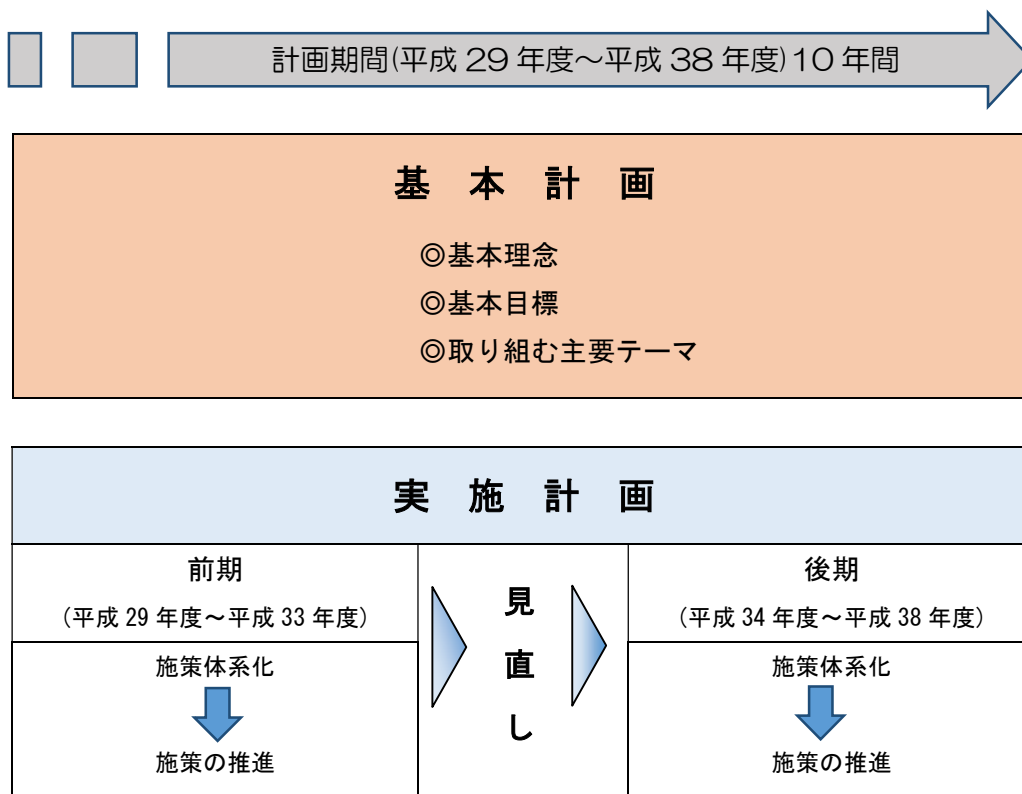 計画期間(平成 29 年度～平成 38 年度)10 年間
基 本 計 画
◎基本理念
◎基本目標
◎取り組む主要テーマ
実 施 計 画
前期
(平成 29 年度～平成 33 年度)
施策体系化
施策の推進
見
直
し
後期
(平成 34 年度～平成 38 年度)
施策体系化
施策の推進